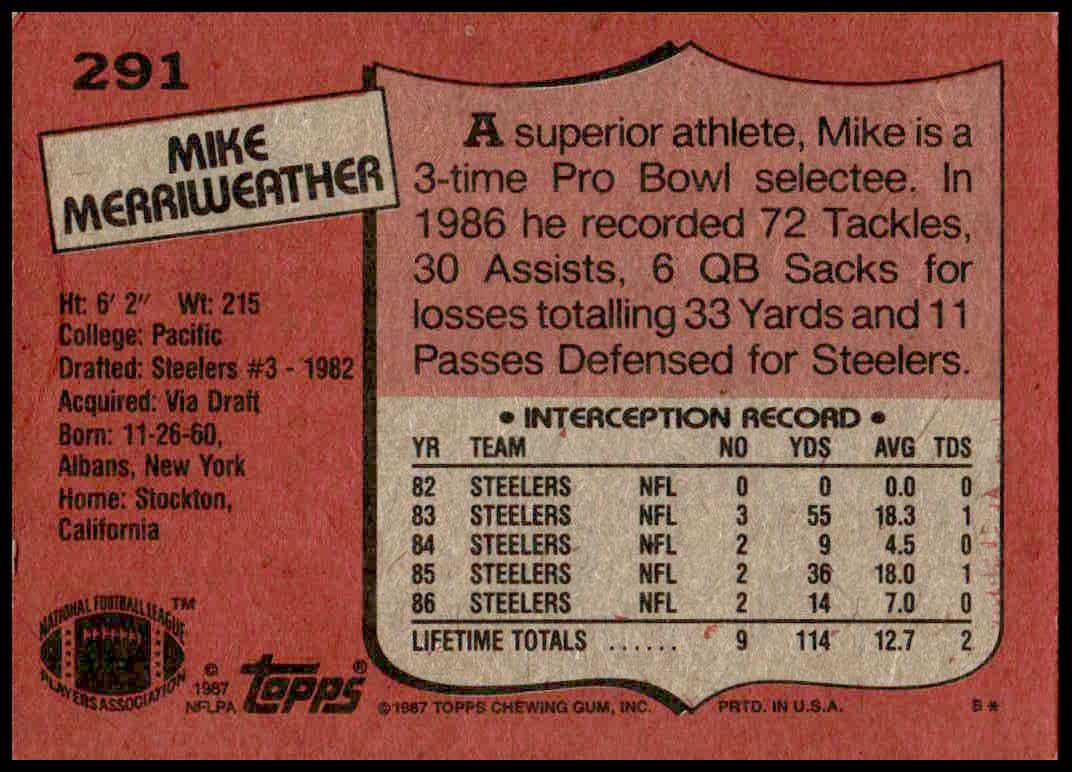 291
MIKE
MERRIWEATHER
Ht: 6' 2" Wt: 215
College: Pacific
Drafted: Steelers #3 - 1982
Acquired: Via Draft
Born: 11-26-60,
Albans, New York
Home: Stockton,
California
A superior athlete, Mike is a
3-time Pro Bowl selectee. In
1986 he recorded 72 Tackles,
30 Assists, 6 QB Sacks for
losses totalling 33 Yards and 11
Passes Defensed for Steelers.
• INTERCEPTION RECORD •
YR TEAM NO YDS AVG TDS
82 STEELERS NFL 0 0 0.0 0
83 STEELERS NFL 3 55 18.3 1
84 STEELERS NFL 2 9 4.5 0
85 STEELERS NFL 2 36 18.0 1
86 STEELERS NFL 2 14 7.0 0
LIFETIME TOTALS ...... 9 114 12.7 2
NATIONAL FOOTBALL LEAGUE ™
PLAYERS ASSOCIATION
©
1987
NFLPA
topps®
©1987 TOPPS CHEWING GUM, INC. PRTD. IN U.S.A. B*